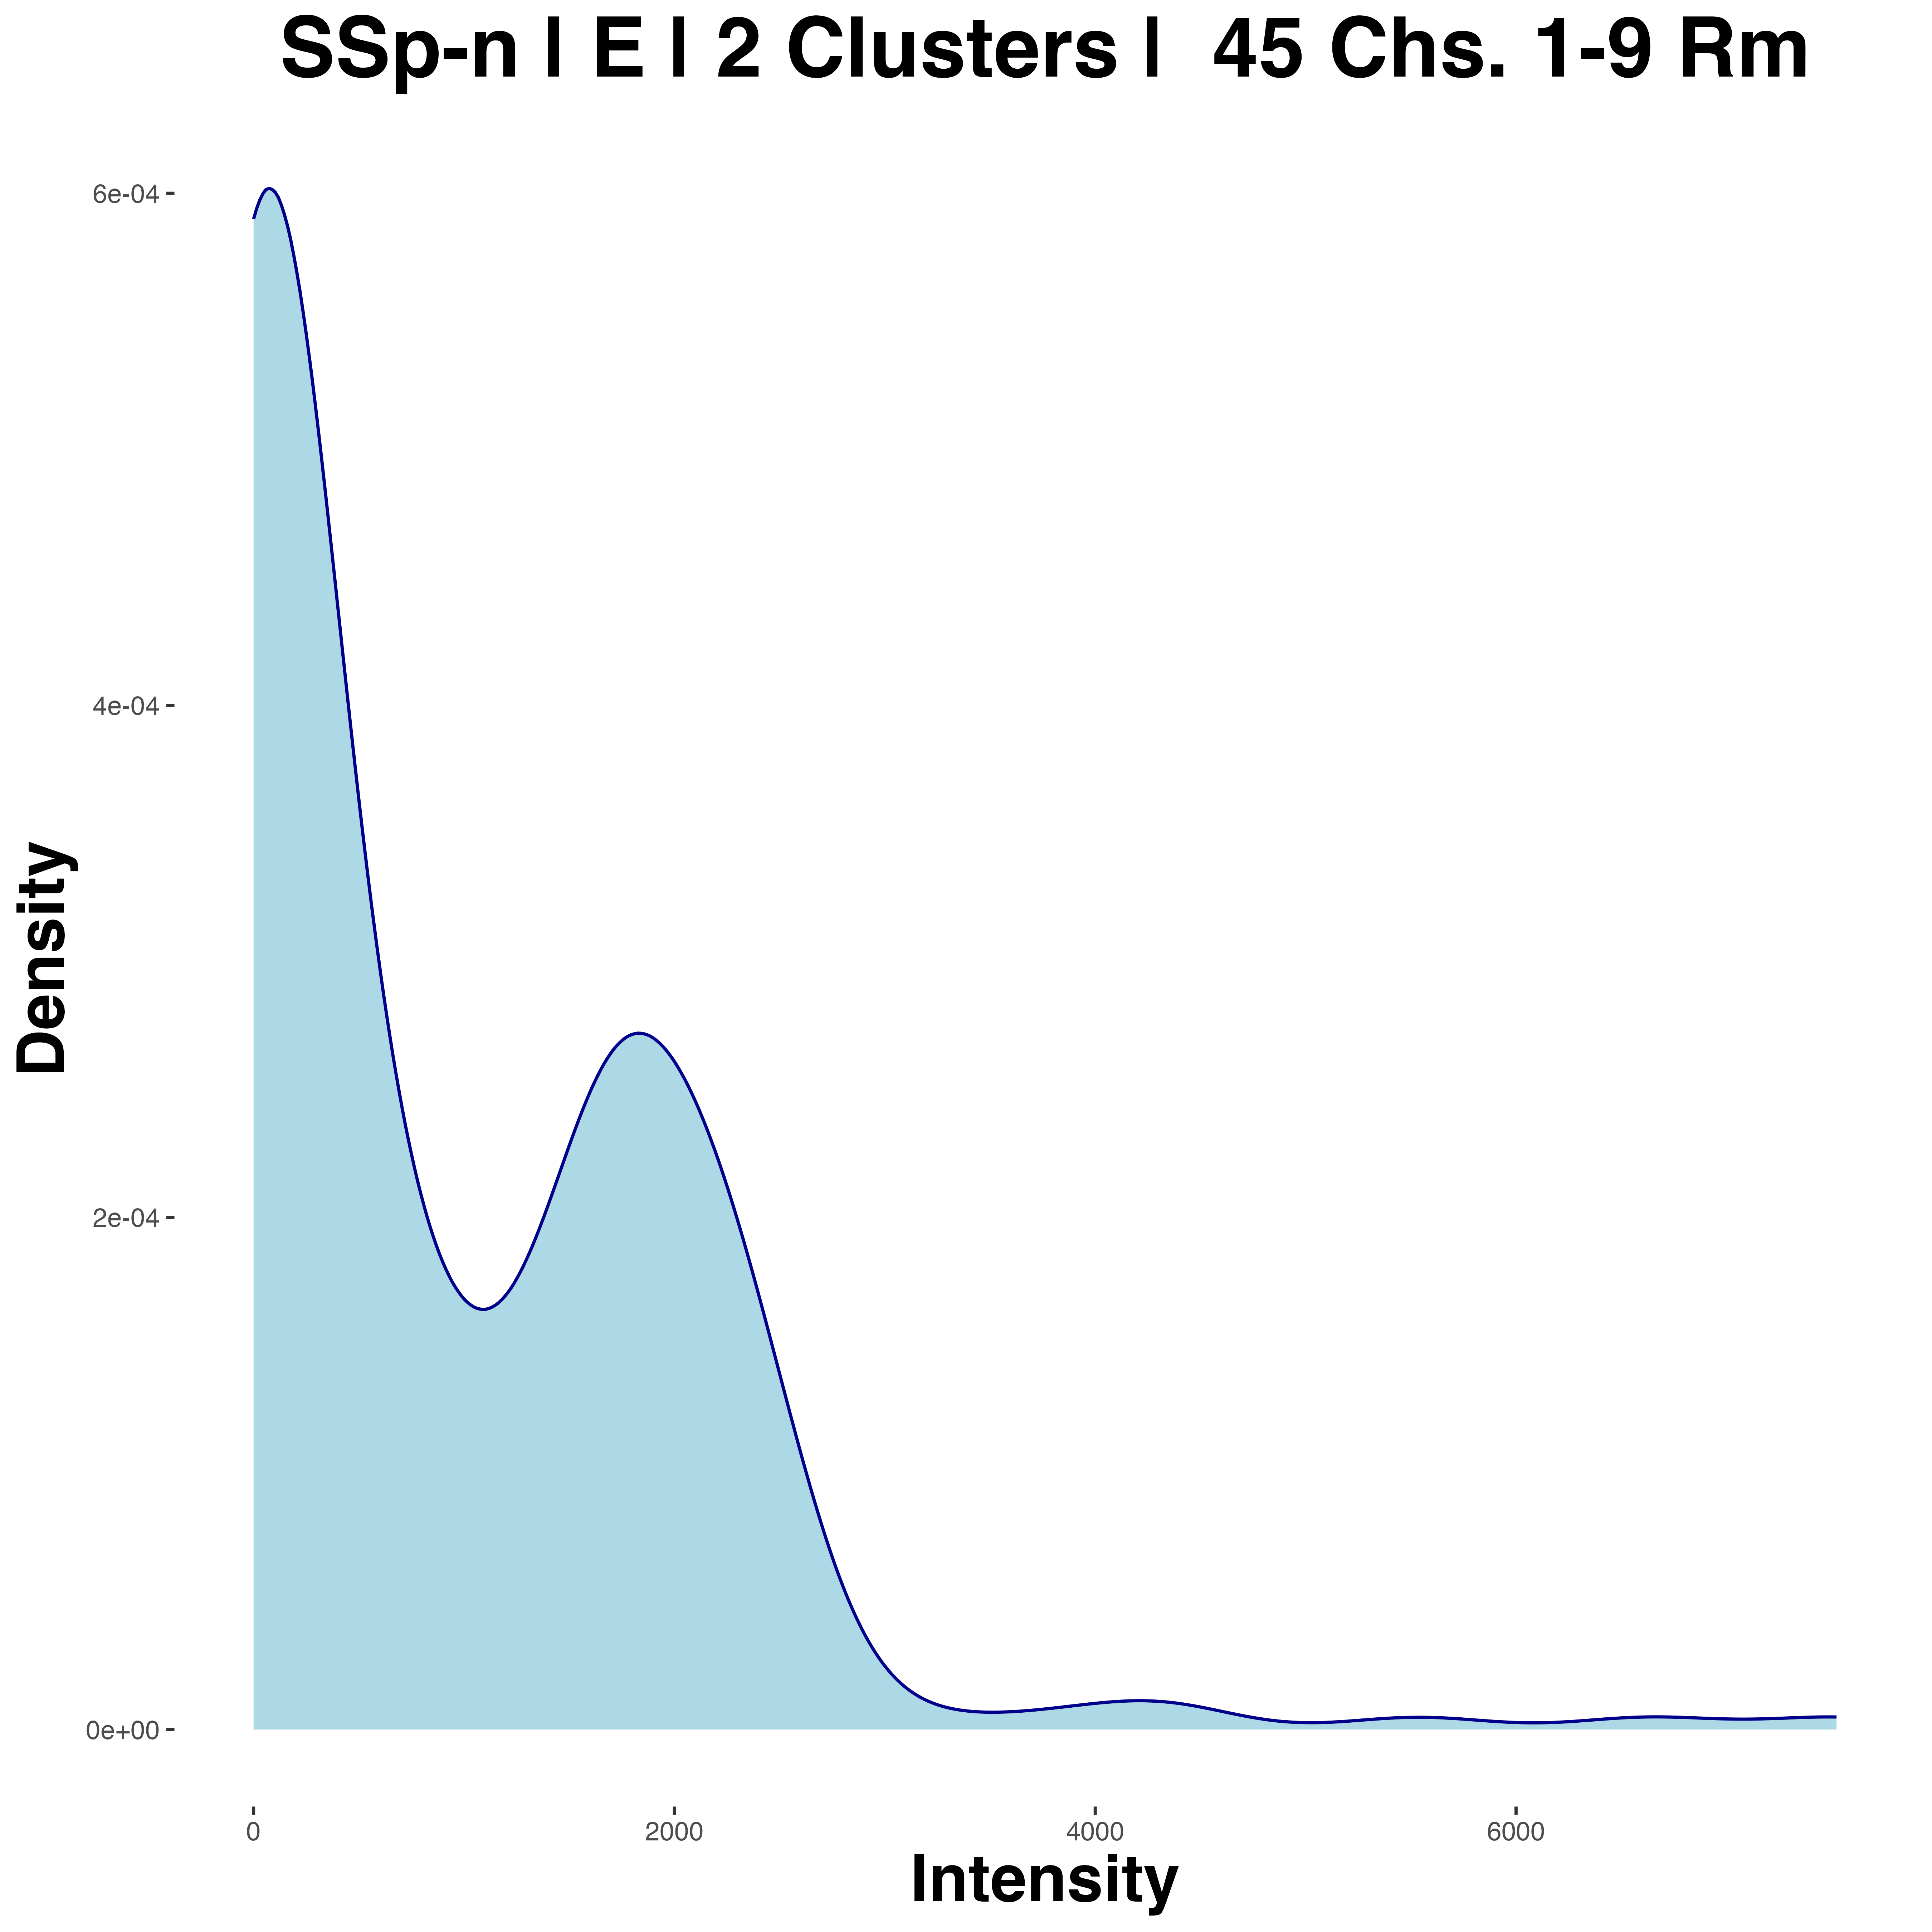 SSp-n | E | 2 Clusters |  45 Chs. 1-9 Rm
6e-04
4e-04
2e-04
0e+00
Density
0
2000
4000
6000
Intensity